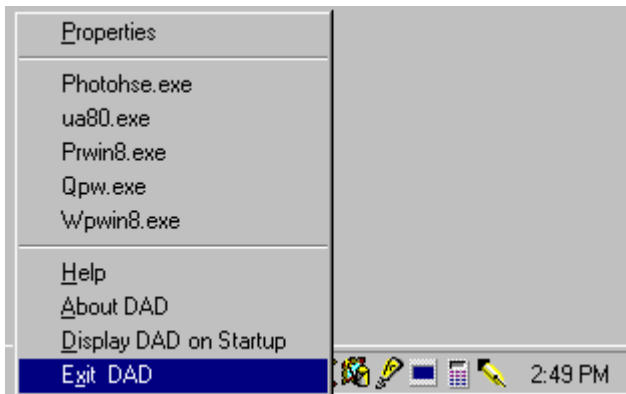 Properties
Photohse.exe
ua80.exe
Prwin8.exe
Qpw.exe
Wpwin8.exe
Help
About DAD
Display DAD on Startup
Exit DAD
2:49 PM